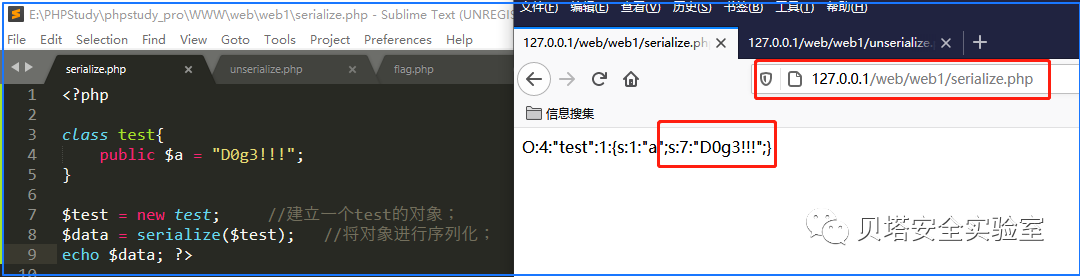 E:\PHPStudy\phpstudy_pro\WWW\web\web1\serialize.php - Sublime Text (UNREGIS
File Edit Selection Find View Goto Tools Project Preferences Help
serialize.php × unserialize.php × flag.php
1 <?php
2
3 class test{
4 public $a = "D0g3!!!";
5 }
6
7 $test = new test; //建立一个test的对象；
8 $data = serialize($test); //将对象进行序列化；
9 echo $data; ?>
10
文件(F) 编辑(E) 查看(V) 历史(S) 书签(B) 工具(T) 帮助(H)
127.0.0.1/web/web1/serialize.ph × 127.0.0.1/web/web1/unserialize. × +
127.0.0.1/web/web1/serialize.php
信息搜集
O:4:"test":1:{s:1:"a";s:7:"D0g3!!!";}
贝塔安全实验室